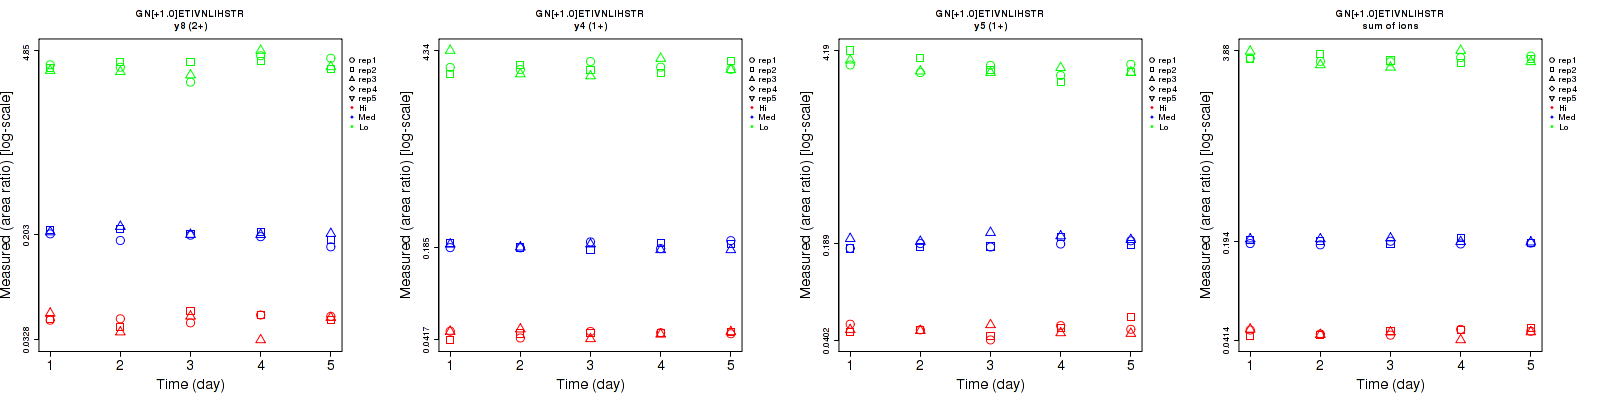 GN[+1.0]ETIVNLIHSTR
y8 (2+)
Measured (area ratio) [log-scale]
4.86
0.203
0.0328
1 2 3 4 5
Time (day)
rep1
rep2
rep3
rep4
rep5
Hi
Med
Lo
GN[+1.0]ETIVNLIHSTR
y4 (1+)
Measured (area ratio) [log-scale]
4.34
0.185
0.0417
1 2 3 4 5
Time (day)
rep1
rep2
rep3
rep4
rep5
Hi
Med
Lo
GN[+1.0]ETIVNLIHSTR
y5 (1+)
Measured (area ratio) [log-scale]
4.19
0.189
0.0402
1 2 3 4 5
Time (day)
rep1
rep2
rep3
rep4
rep5
Hi
Med
Lo
GN[+1.0]ETIVNLIHSTR
sum of ions
Measured (area ratio) [log-scale]
3.88
0.194
0.0414
1 2 3 4 5
Time (day)
rep1
rep2
rep3
rep4
rep5
Hi
Med
Lo